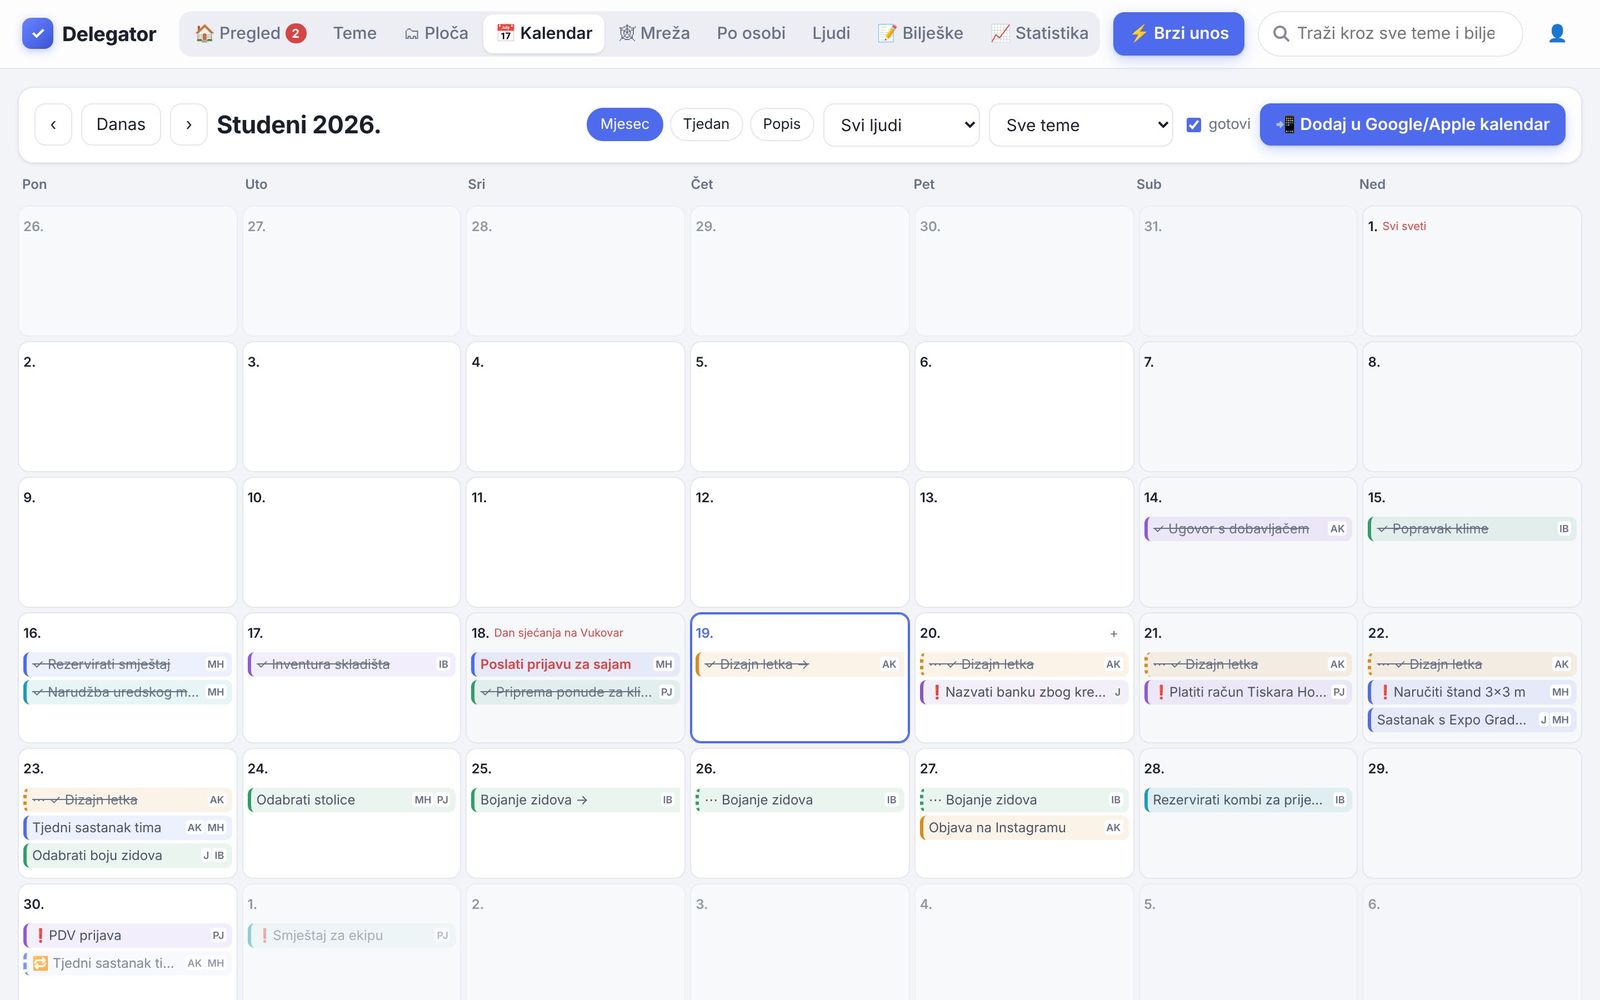 Delegator
🏠 Pregled 2
Teme
🗂 Ploča
📅 Kalendar
🕸 Mreža
Po osobi
Ljudi
📝 Bilješke
📈 Statistika
⚡ Brzi unos
Traži kroz sve teme i bilje
‹ Danas › Studeni 2026.
Mjesec Tjedan Popis Svi ljudi Sve teme gotovi 📲 Dodaj u Google/Apple kalendar
Pon Uto Sri Čet Pet Sub Ned
26.
27.
28.
29.
30.
31.
1. Svi sveti
2.
3.
4.
5.
6.
7.
8.
9.
10.
11.
12.
13.
14.
✓ Ugovor s dobavljačem AK
15.
✓ Popravak klime IB
16.
✓ Rezervirati smještaj MH
✓ Narudžba uredskog m... MH
17.
✓ Inventura skladišta IB
18. Dan sjećanja na Vukovar
Poslati prijavu za sajam MH
✓ Priprema ponude za kli... PJ
19.
✓ Dizajn letka → AK
20. +
··· ✓ Dizajn letka AK
❗ Nazvati banku zbog kre... J
21.
··· ✓ Dizajn letka AK
❗ Platiti račun Tiskara Ho... PJ
22.
··· ✓ Dizajn letka AK
❗ Naručiti štand 3×3 m MH
Sastanak s Expo Grad... J MH
23.
··· ✓ Dizajn letka AK
Tjedni sastanak tima AK MH
Odabrati boju zidova J IB
24.
Odabrati stolice MH PJ
25.
Bojanje zidova → IB
26.
··· Bojanje zidova IB
27.
··· Bojanje zidova IB
Objava na Instagramu AK
28.
Rezervirati kombi za prije... IB
29.
30.
❗ PDV prijava PJ
🔁 Tjedni sastanak ti... AK MH
1.
❗ Smještaj za ekipu PJ
2.
3.
4.
5.
6.